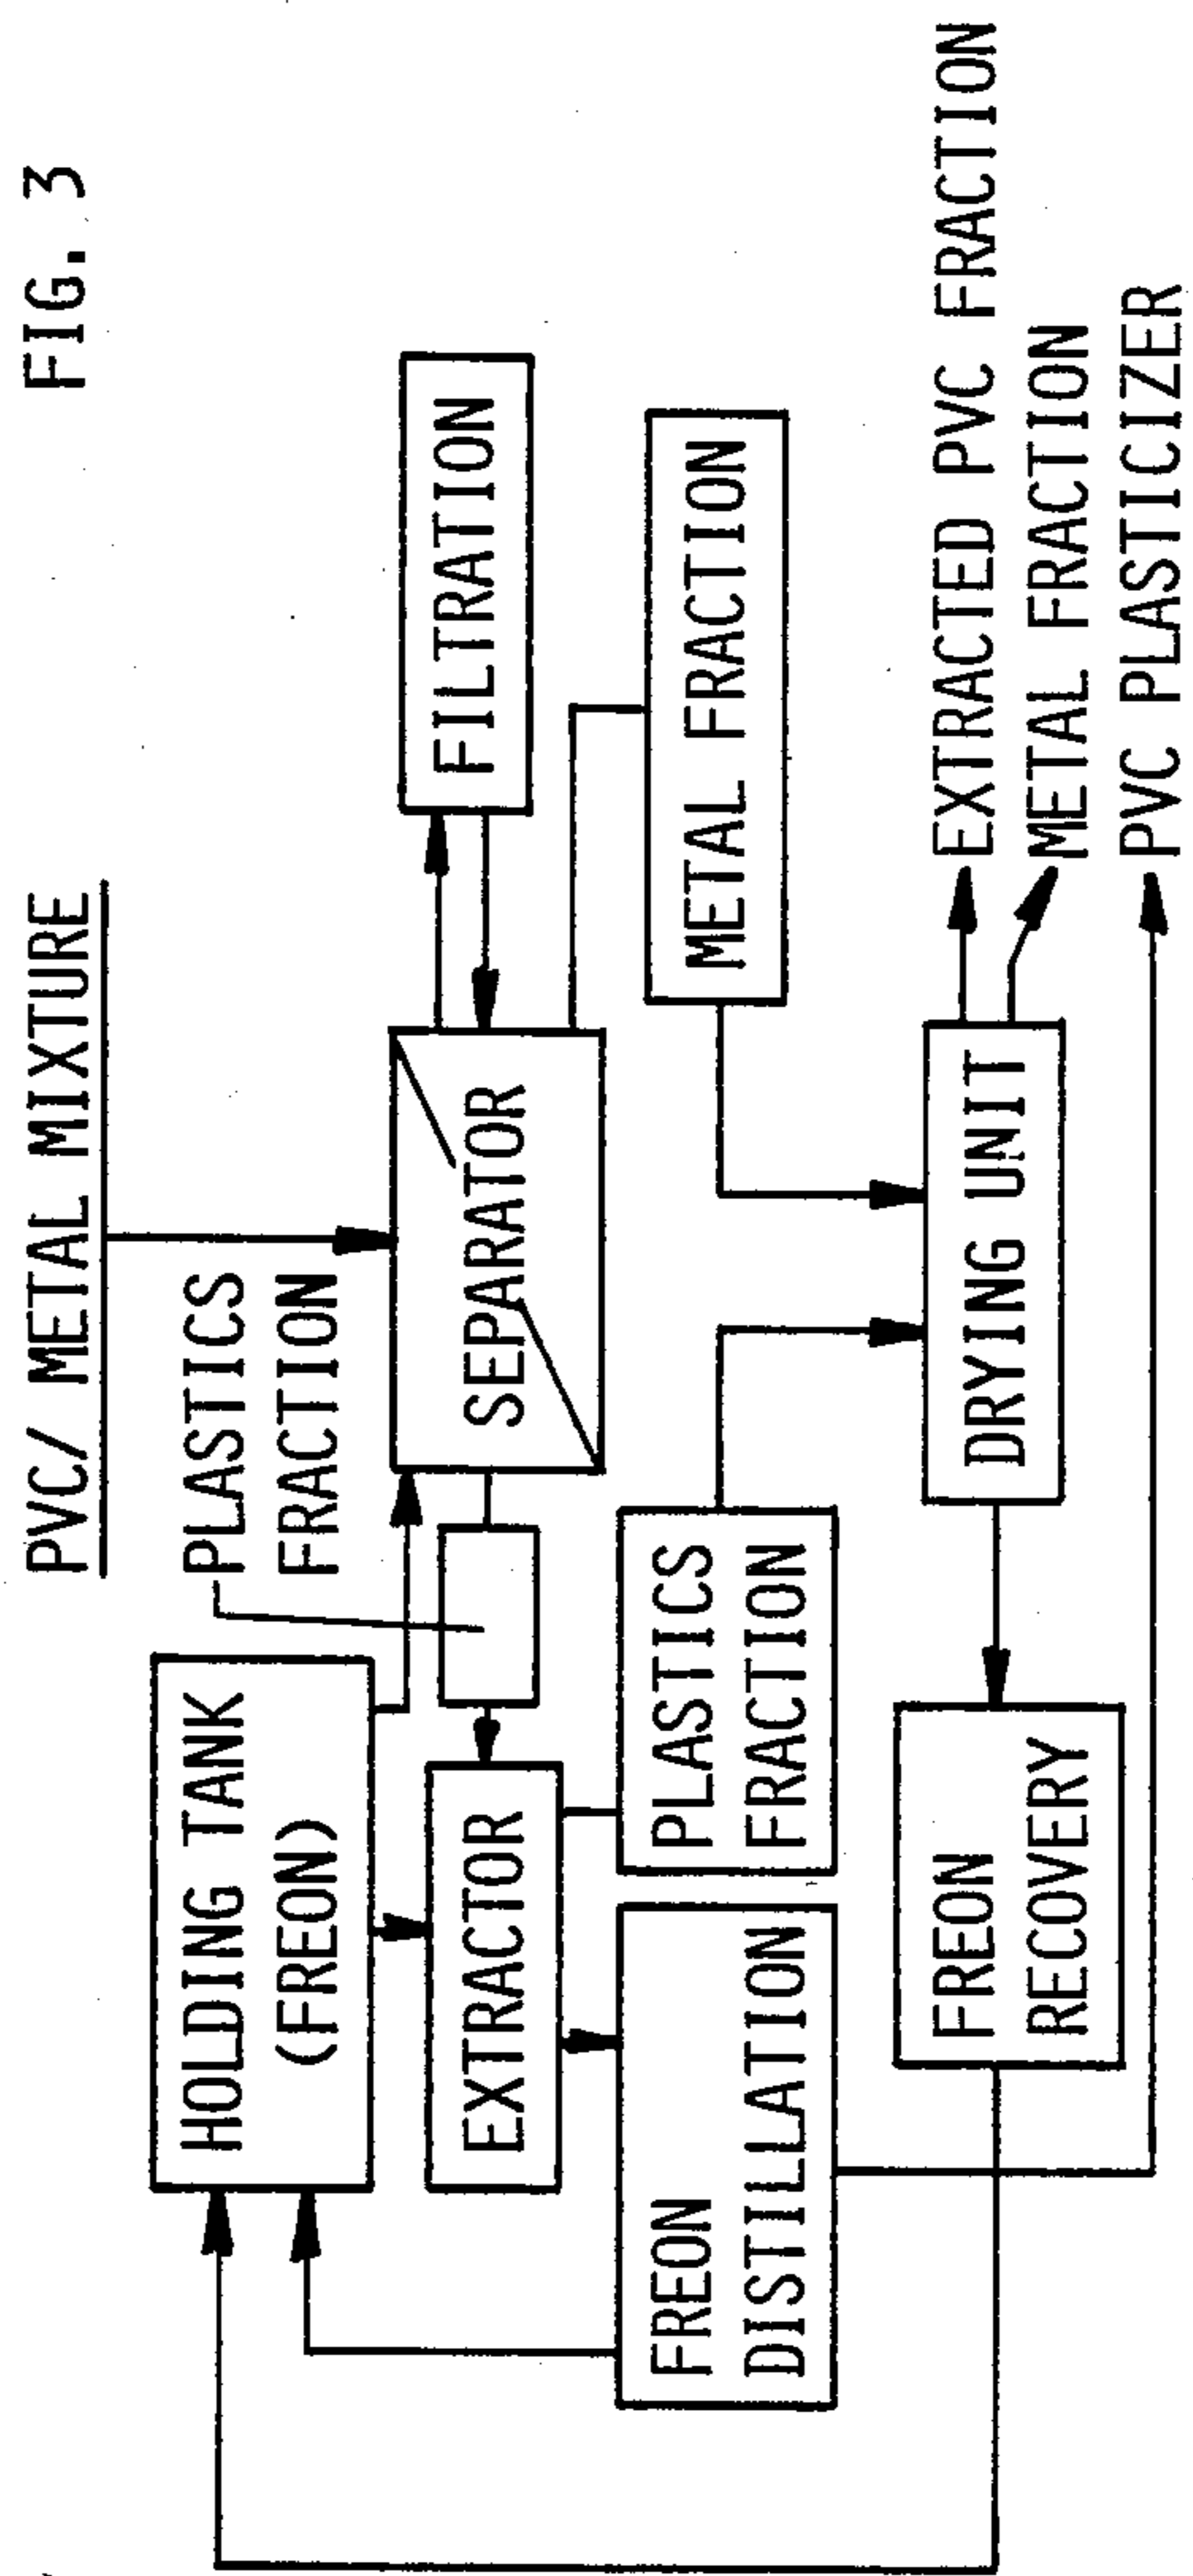 FIG. 3
PVC/ METAL MIXTURE
PLASTICS
FRACTION
HOLDING TANK
(FREON)
SEPARATOR
FILTRATION
EXTRACTOR
METAL FRACTION
PLASTICS
FRACTION
FREON
DISTILLATION
DRYING UNIT
FREON
RECOVERY
EXTRACTED PVC FRACTION
METAL FRACTION
PVC PLASTICIZER